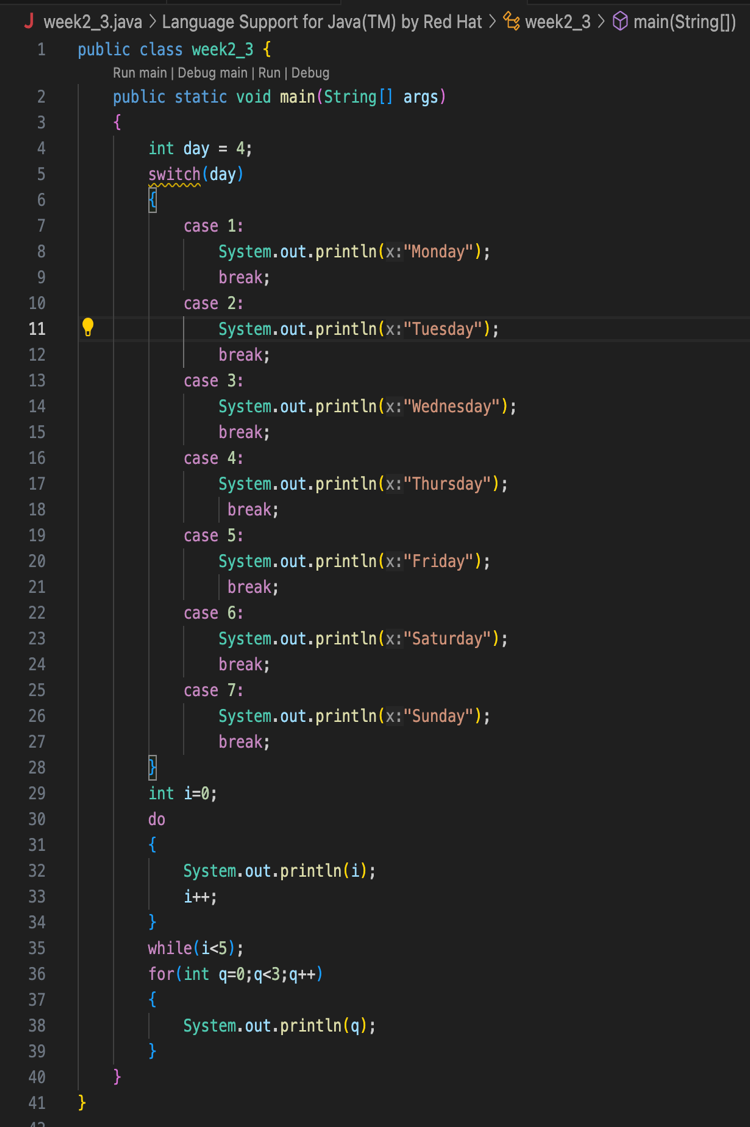 J week2_3.java > Language Support for Java(TM) by Red Hat > week2_3 > main(String[])
1 public class week2_3 {
Run main | Debug main | Run | Debug
2 public static void main(String[] args)
3 {
4 int day = 4;
5 switch(day)
6 {
7 case 1:
8 System.out.println(x:"Monday");
9 break;
10 case 2:
11 System.out.println(x:"Tuesday");
12 break;
13 case 3:
14 System.out.println(x:"Wednesday");
15 break;
16 case 4:
17 System.out.println(x:"Thursday");
18 break;
19 case 5:
20 System.out.println(x:"Friday");
21 break;
22 case 6:
23 System.out.println(x:"Saturday");
24 break;
25 case 7:
26 System.out.println(x:"Sunday");
27 break;
28 }
29 int i=0;
30 do
31 {
32 System.out.println(i);
33 i++;
34 }
35 while(i<5);
36 for(int q=0;q<3;q++)
37 {
38 System.out.println(q);
39 }
40 }
41 }